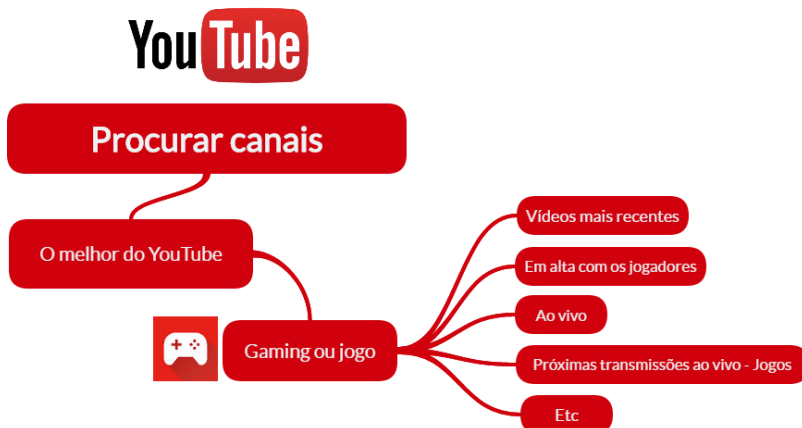 YouTube
Procurar canais
O melhor do YouTube
Gaming ou jogo
Vídeos mais recentes
Em alta com os jogadores
Ao vivo
Próximas transmissões ao vivo - Jogos
Etc